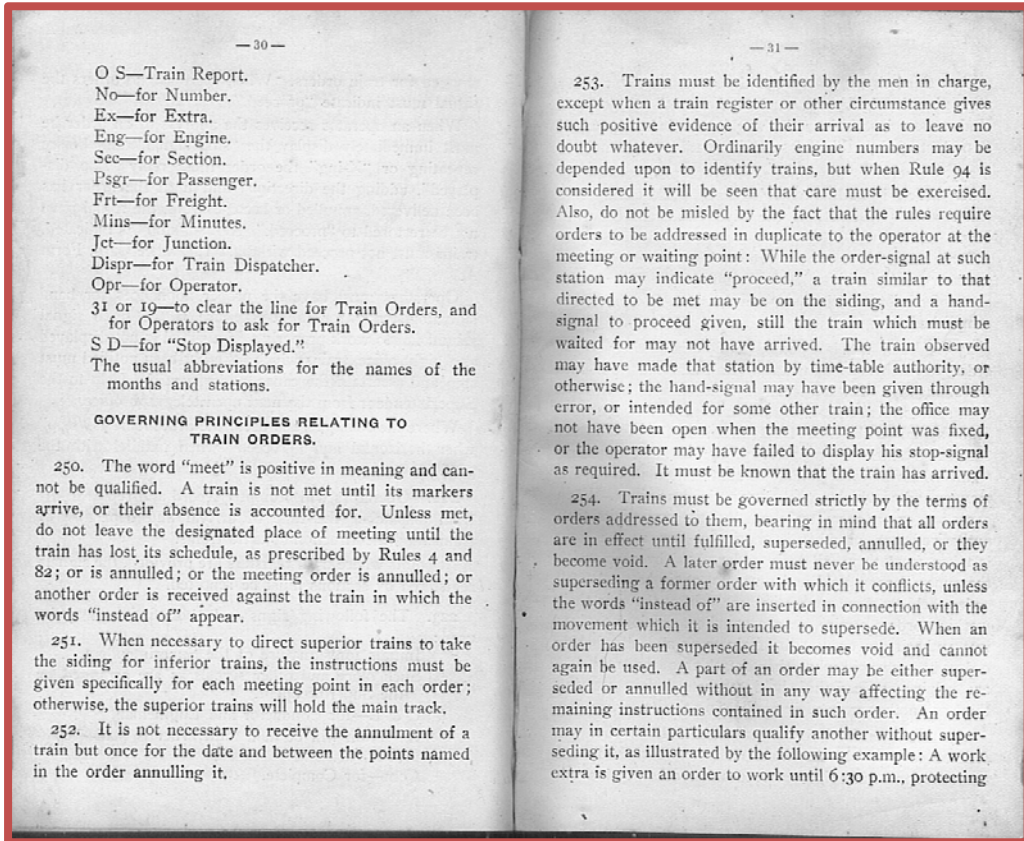 —30—
O S—Train Report.
No—for Number.
Ex—for Extra.
Eng—for Engine.
Sec—for Section.
Psgr—for Passenger.
Frt—for Freight.
Mins—for Minutes.
Jct—for Junction.
Dispr—for Train Dispatcher.
Opr—for Operator.
31 or 19—to clear the line for Train Orders, and
for Operators to ask for Train Orders.
S D—for "Stop Displayed."
The usual abbreviations for the names of the
months and stations.
GOVERNING PRINCIPLES RELATING TO
TRAIN ORDERS.
250. The word "meet" is positive in meaning and can-
not be qualified. A train is not met until its markers
arrive, or their absence is accounted for. Unless met,
do not leave the designated place of meeting until the
train has lost its schedule, as prescribed by Rules 4 and
82; or is annulled; or the meeting order is annulled; or
another order is received against the train in which the
words "instead of" appear.
251. When necessary to direct superior trains to take
the siding for inferior trains, the instructions must be
given specifically for each meeting point in each order;
otherwise, the superior trains will hold the main track.
252. It is not necessary to receive the annulment of a
train but once for the date and between the points named
in the order annulling it.
—31—
253. Trains must be identified by the men in charge,
except when a train register or other circumstance gives
such positive evidence of their arrival as to leave no
doubt whatever. Ordinarily engine numbers may be
depended upon to identify trains, but when Rule 94 is
considered it will be seen that care must be exercised.
Also, do not be misled by the fact that the rules require
orders to be addressed in duplicate to the operator at the
meeting or waiting point: While the order-signal at such
station may indicate "proceed," a train similar to that
directed to be met may be on the siding, and a hand-
signal to proceed given, still the train which must be
waited for may not have arrived. The train observed
may have made that station by time-table authority, or
otherwise; the hand-signal may have been given through
error, or intended for some other train; the office may
not have been open when the meeting point was fixed,
or the operator may have failed to display his stop-signal
as required. It must be known that the train has arrived.
254. Trains must be governed strictly by the terms of
orders addressed to them, bearing in mind that all orders
are in effect until fulfilled, superseded, annulled, or they
become void. A later order must never be understood as
superseding a former order with which it conflicts, unless
the words "instead of" are inserted in connection with the
movement which it is intended to supersede. When an
order has been superseded it becomes void and cannot
again be used. A part of an order may be either super-
seded or annulled without in any way affecting the re-
maining instructions contained in such order. An order
may in certain particulars qualify another without super-
seding it, as illustrated by the following example: A work
extra is given an order to work until 6:30 p.m., protecting